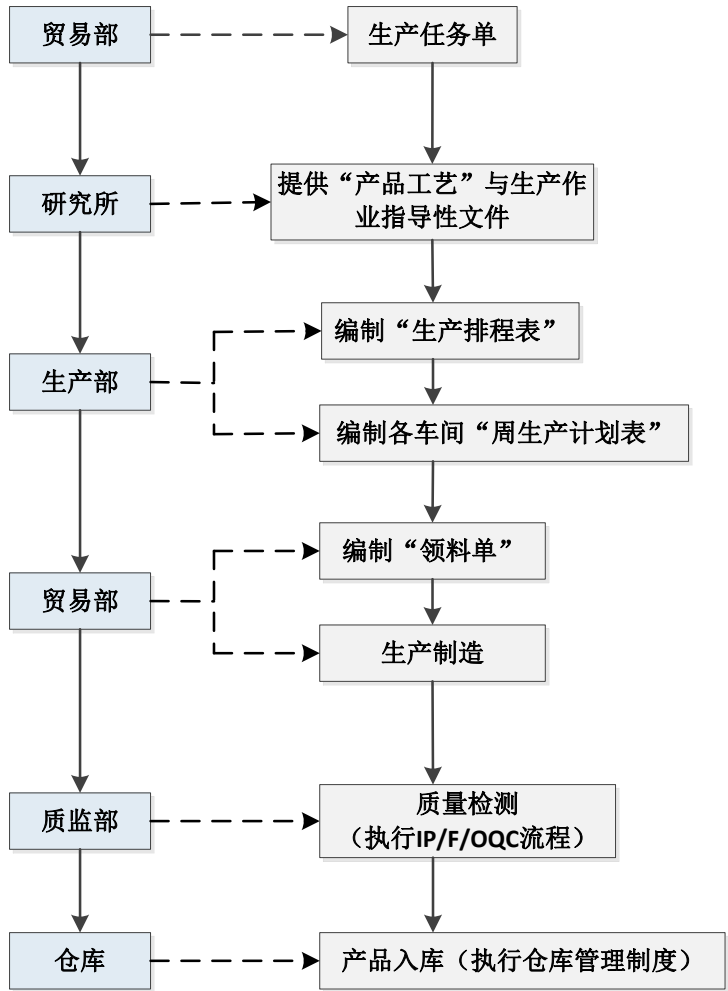 贸易部
生产任务单
研究所
提供“产品工艺”与生产作
业指导性文件
生产部
编制“生产排程表”
编制各车间“周生产计划表”
贸易部
编制“领料单”
生产制造
质监部
质量检测
（执行IP/F/OQC流程）
仓库
产品入库（执行仓库管理制度）